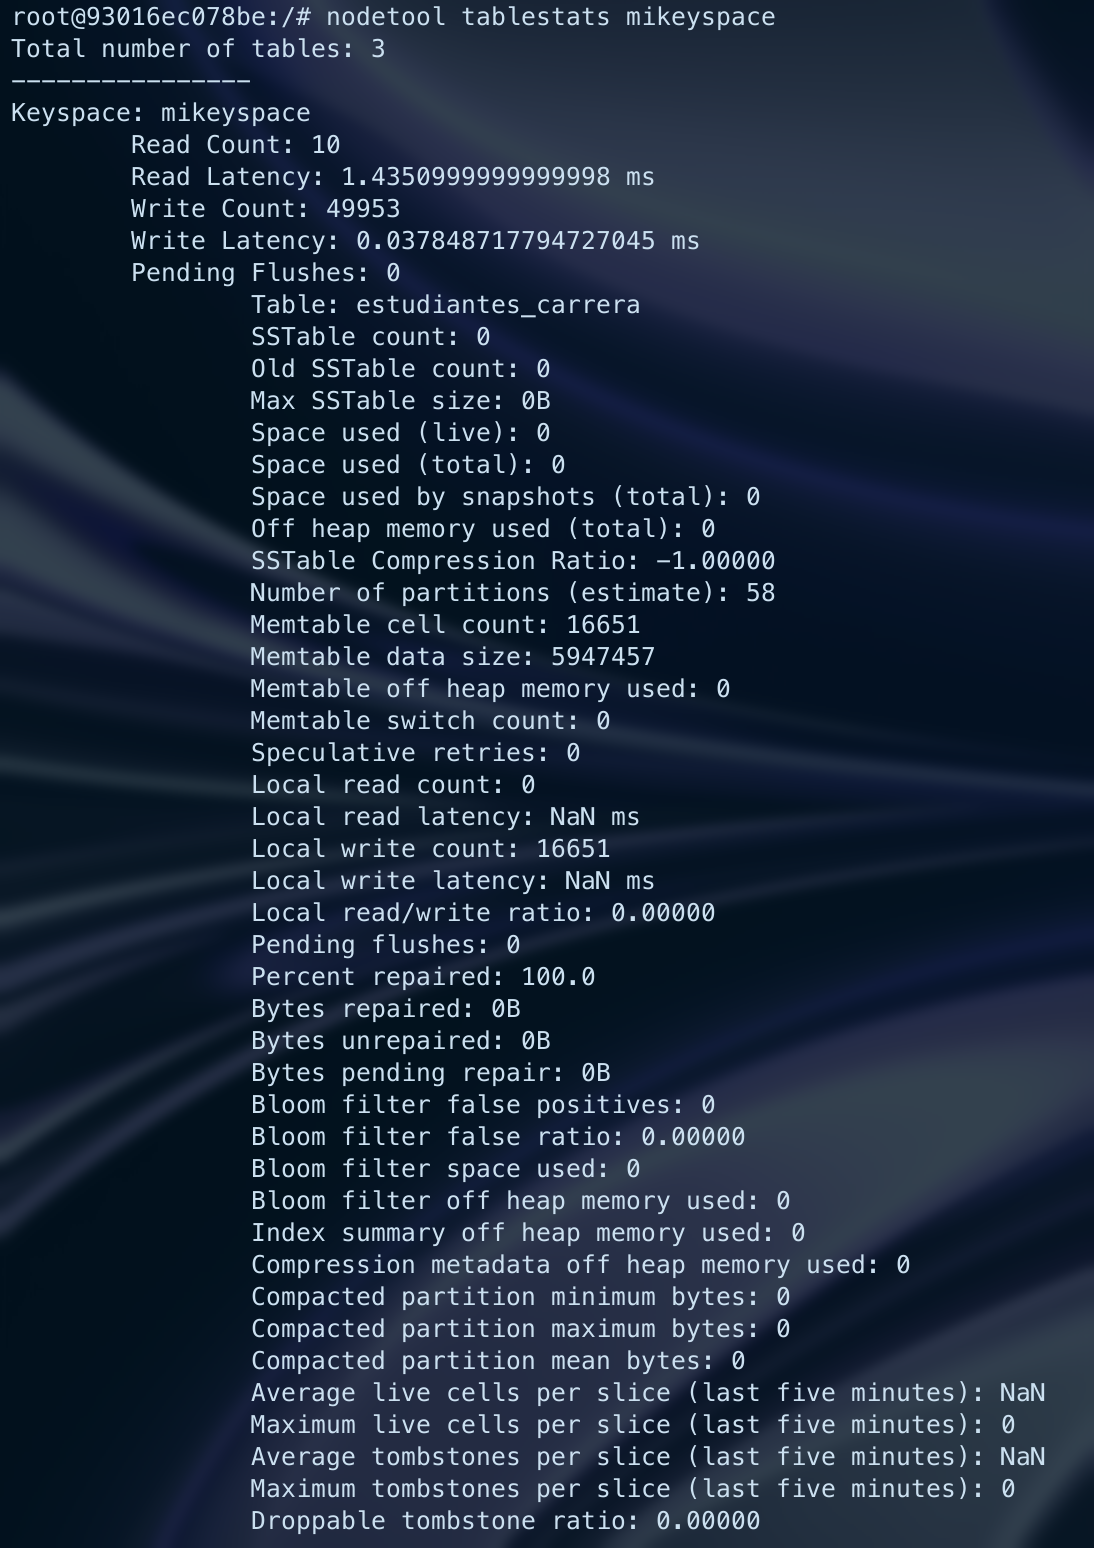 root@93016ec078be:/# nodetool tablestats mikeyspace
Total number of tables: 3
----------------
Keyspace: mikeyspace
Read Count: 10
Read Latency: 1.4350999999999998 ms
Write Count: 49953
Write Latency: 0.037848717794727045 ms
Pending Flushes: 0
Table: estudiantes_carrera
SSTable count: 0
Old SSTable count: 0
Max SSTable size: 0B
Space used (live): 0
Space used (total): 0
Space used by snapshots (total): 0
Off heap memory used (total): 0
SSTable Compression Ratio: -1.00000
Number of partitions (estimate): 58
Memtable cell count: 16651
Memtable data size: 5947457
Memtable off heap memory used: 0
Memtable switch count: 0
Speculative retries: 0
Local read count: 0
Local read latency: NaN ms
Local write count: 16651
Local write latency: NaN ms
Local read/write ratio: 0.00000
Pending flushes: 0
Percent repaired: 100.0
Bytes repaired: 0B
Bytes unrepaired: 0B
Bytes pending repair: 0B
Bloom filter false positives: 0
Bloom filter false ratio: 0.00000
Bloom filter space used: 0
Bloom filter off heap memory used: 0
Index summary off heap memory used: 0
Compression metadata off heap memory used: 0
Compacted partition minimum bytes: 0
Compacted partition maximum bytes: 0
Compacted partition mean bytes: 0
Average live cells per slice (last five minutes): NaN
Maximum live cells per slice (last five minutes): 0
Average tombstones per slice (last five minutes): NaN
Maximum tombstones per slice (last five minutes): 0
Droppable tombstone ratio: 0.00000